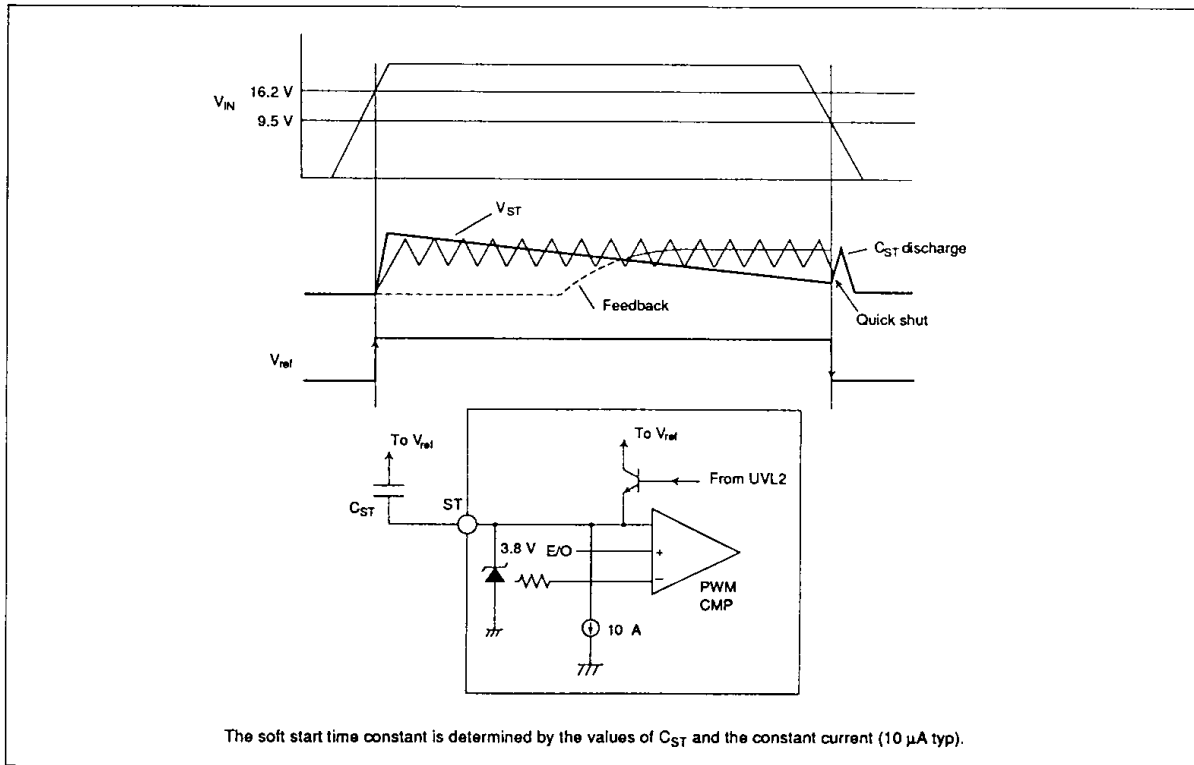 V_IN
16.2 V
9.5 V
V_ST
C_ST discharge
Feedback
Quick shut
V_ref
To V_ref
C_ST
ST
3.8 V
E/O
+
−
To V_ref
From UVL2
PWM
CMP
10 A
The soft start time constant is determined by the values of C_ST and the constant current (10 μA typ).